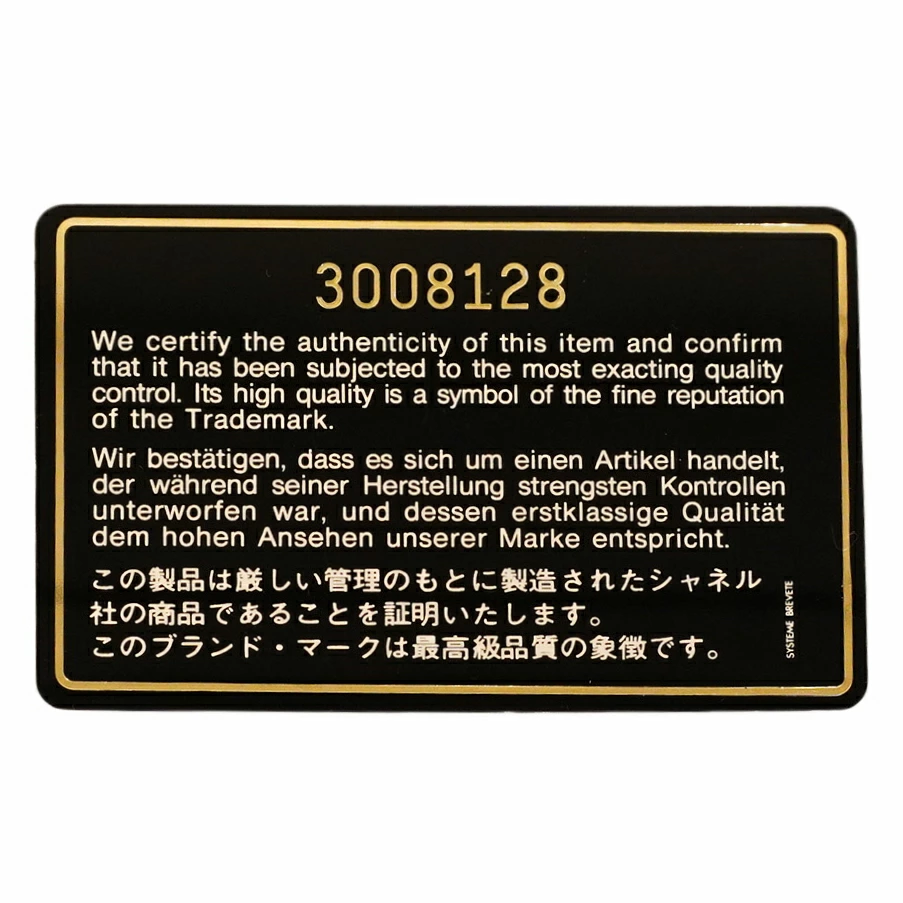 3008128
We certify the authenticity of this item and confirm
that it has been subjected to the most exacting quality
control. Its high quality is a symbol of the fine reputation
of the Trademark.
Wir bestätigen, dass es sich um einen Artikel handelt,
der während seiner Herstellung strengsten Kontrollen
unterworfen war, und dessen erstklassige Qualität
dem hohen Ansehen unserer Marke entspricht.
この製品は厳しい管理のもとに製造されたシャネル
社の商品であることを証明いたします。
このブランド・マークは最高級品質の象徴です。
SYSTEME BREVETE